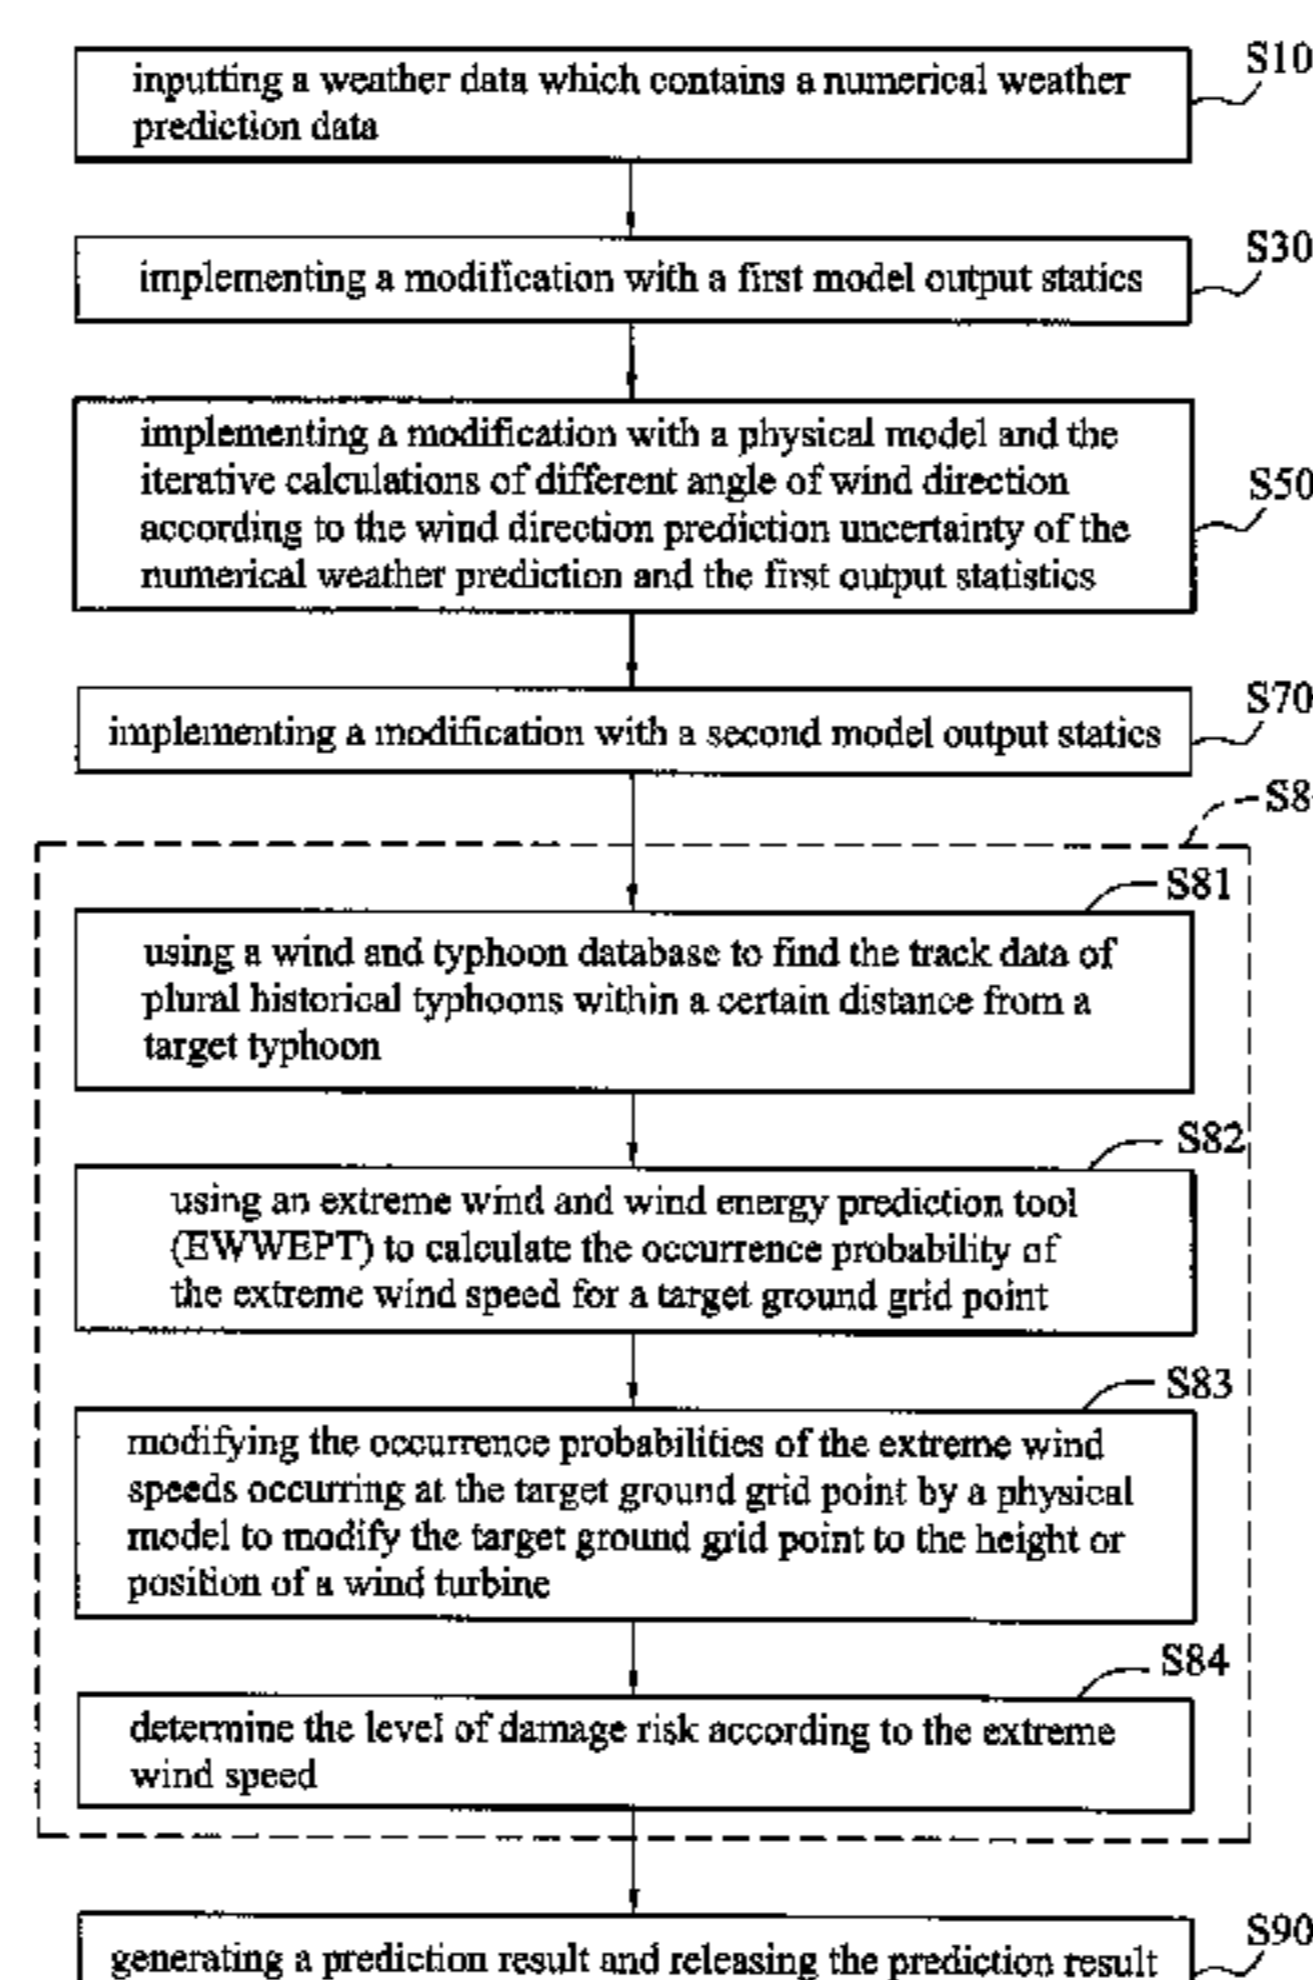 S10
inputting a weather data which contains a numerical weather
prediction data
S30
implementing a modification with a first model output statics
implementing a modification with a physical model and the
iterative calculations of different angle of wind direction
according to the wind direction prediction uncertainty of the
numerical weather prediction and the first output statistics
S50
implementing a modification with a second model output statics
S70
S8
S81
using a wind and typhoon database to find the track data of
plural historical typhoons within a certain distance from a
target typhoon
S82
using an extreme wind and wind energy prediction tool
(EWWEPT) to calculate the occurrence probability of
the extreme wind speed for a target ground grid point
S83
modifying the occurrence probabilities of the extreme wind
speeds occurring at the target ground grid point by a physical
model to modify the target ground grid point to the height or
position of a wind turbine
S84
determine the level of damage risk according to the extreme
wind speed
S90
generating a prediction result and releasing the prediction result